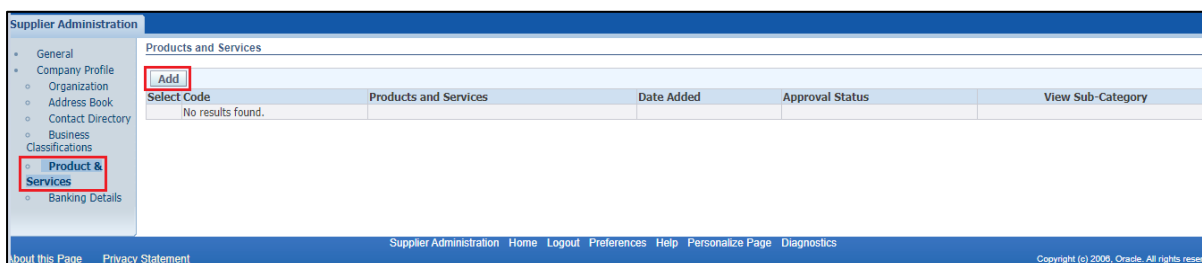 Supplier Administration
General
Company Profile
Organization
Address Book
Contact Directory
Business
Classifications
Product &
Services
Banking Details
Products and Services
Add
Select Code Products and Services Date Added Approval Status View Sub-Category
No results found.
Supplier Administration Home Logout Preferences Help Personalize Page Diagnostics
About this Page Privacy Statement Copyright (c) 2006, Oracle. All rights rese